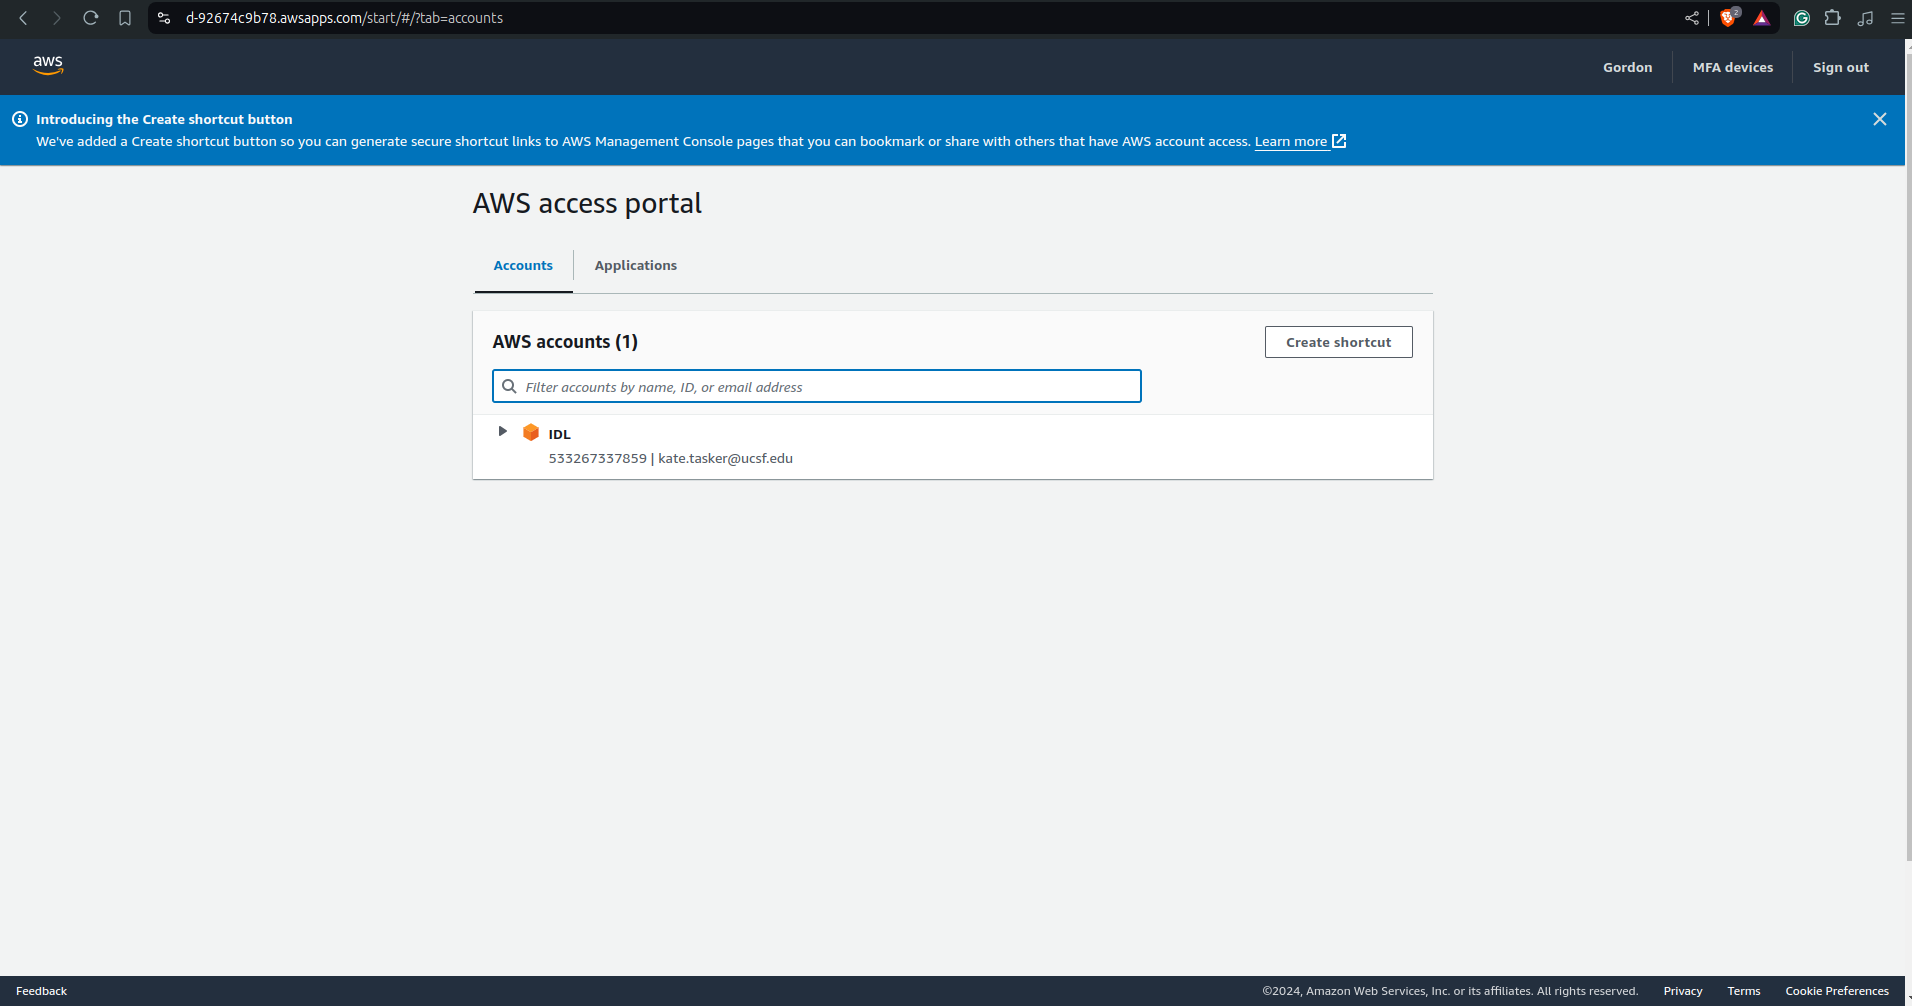 d-92674c9b78.awsapps.com/start/#/?tab=accounts
2
aws
Gordon
MFA devices
Sign out
Introducing the Create shortcut button
We've added a Create shortcut button so you can generate secure shortcut links to AWS Management Console pages that you can bookmark or share with others that have AWS account access. Learn more
AWS access portal
Accounts
Applications
AWS accounts (1)
Create shortcut
Filter accounts by name, ID, or email address
IDL
533267337859 | kate.tasker@ucsf.edu
Feedback
©2024, Amazon Web Services, Inc. or its affiliates. All rights reserved.
Privacy
Terms
Cookie Preferences